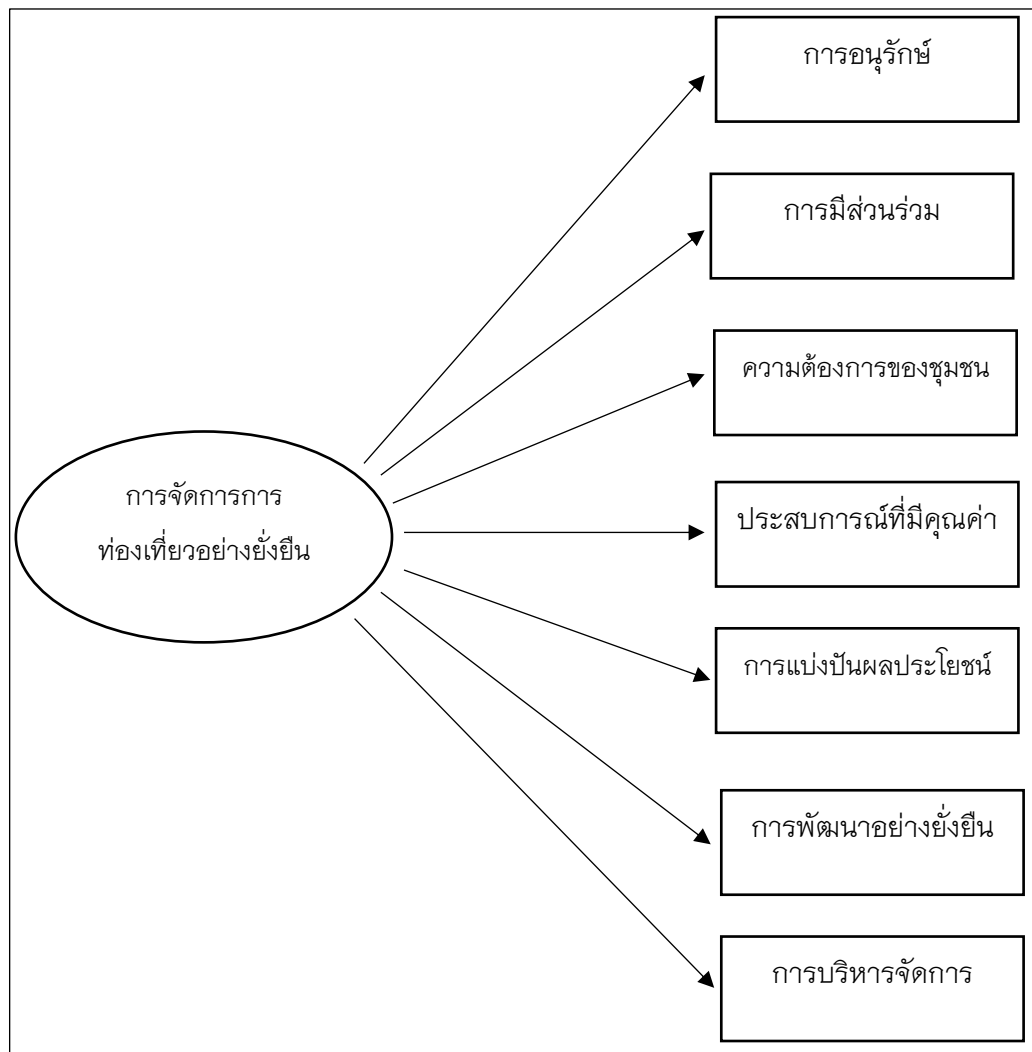 การอนุรักษ์
การมีส่วนร่วม
ความต้องการของชุมชน
การจัดการการ
ท่องเที่ยวอย่างยั่งยืน
ประสบการณ์ที่มีคุณค่า
การแบ่งปันผลประโยชน์
การพัฒนาอย่างยั่งยืน
การบริหารจัดการ